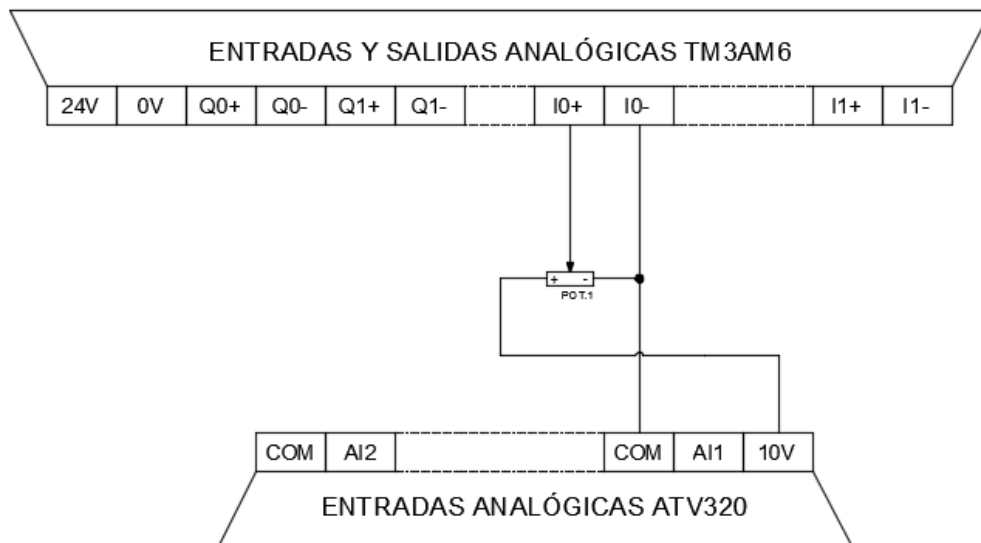 ENTRADAS Y SALIDAS ANALÓGICAS TM3AM6
24V 0V Q0+ Q0- Q1+ Q1- I0+ I0- I1+ I1-
+ -
POT.1
COM AI2 COM AI1 10V
ENTRADAS ANALÓGICAS ATV320